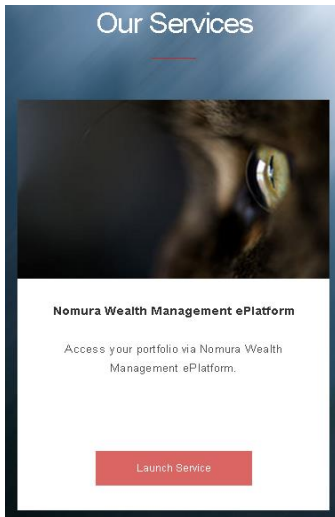 Our Services
Nomura Wealth Management ePlatform
Access your portfolio via Nomura Wealth
Management ePlatform.
Launch Service